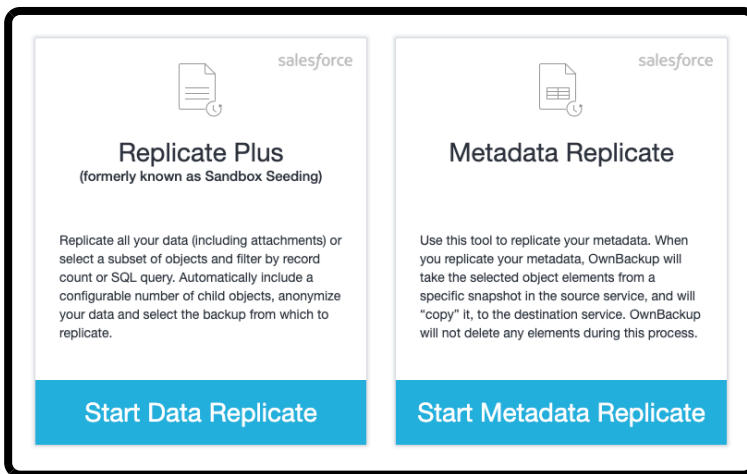 salesforce
Replicate Plus
(formerly known as Sandbox Seeding)
Replicate all your data (including attachments) or
select a subset of objects and filter by record
count or SQL query. Automatically include a
configurable number of child objects, anonymize
your data and select the backup from which to
replicate.
Start Data Replicate
salesforce
Metadata Replicate
Use this tool to replicate your metadata. When
you replicate your metadata, OwnBackup will
take the selected object elements from a
specific snapshot in the source service, and will
“copy” it, to the destination service. OwnBackup
will not delete any elements during this process.
Start Metadata Replicate